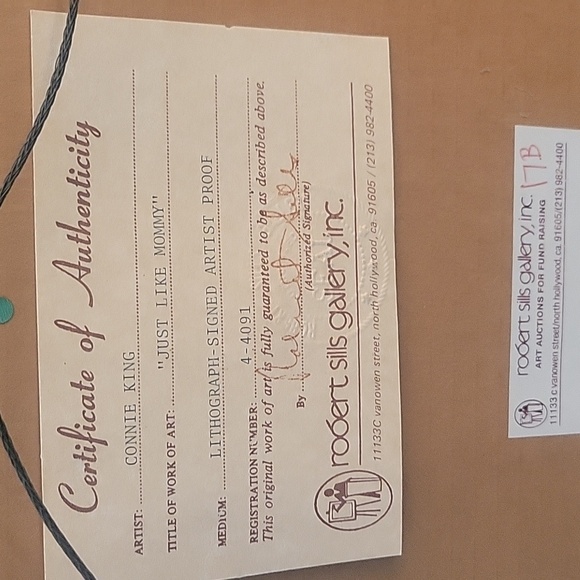 Certificate of Authenticity
ARTIST: CONNIE KING
TITLE OF WORK OF ART: "JUST LIKE MOMMY"
MEDIUM: LITHOGRAPH-SIGNED ARTIST PROOF
REGISTRATION NUMBER: 4-4091
This original work of art is fully guaranteed to be as described above.
By
(Authorized Signature)
robert sills gallery, inc.
11133C vanowen street, north hollywood, ca. 91605 / (213) 982-4400
robert sills gallery, inc. 17B
ART AUCTIONS FOR FUND RAISING
11133 c vanowen street/north hollywood, ca. 91605/(213) 982-4400